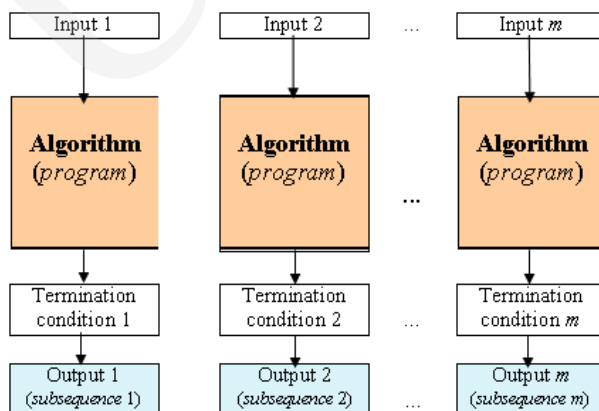 Input 1 Input 2 ... Input m
Algorithm Algorithm Algorithm
(program) (program) (program)
...
Termination Termination Termination
condition 1 condition 2 ... condition m
Output 1 Output 2 Output m
(subsequence 1) (subsequence 2) ... (subsequence m)